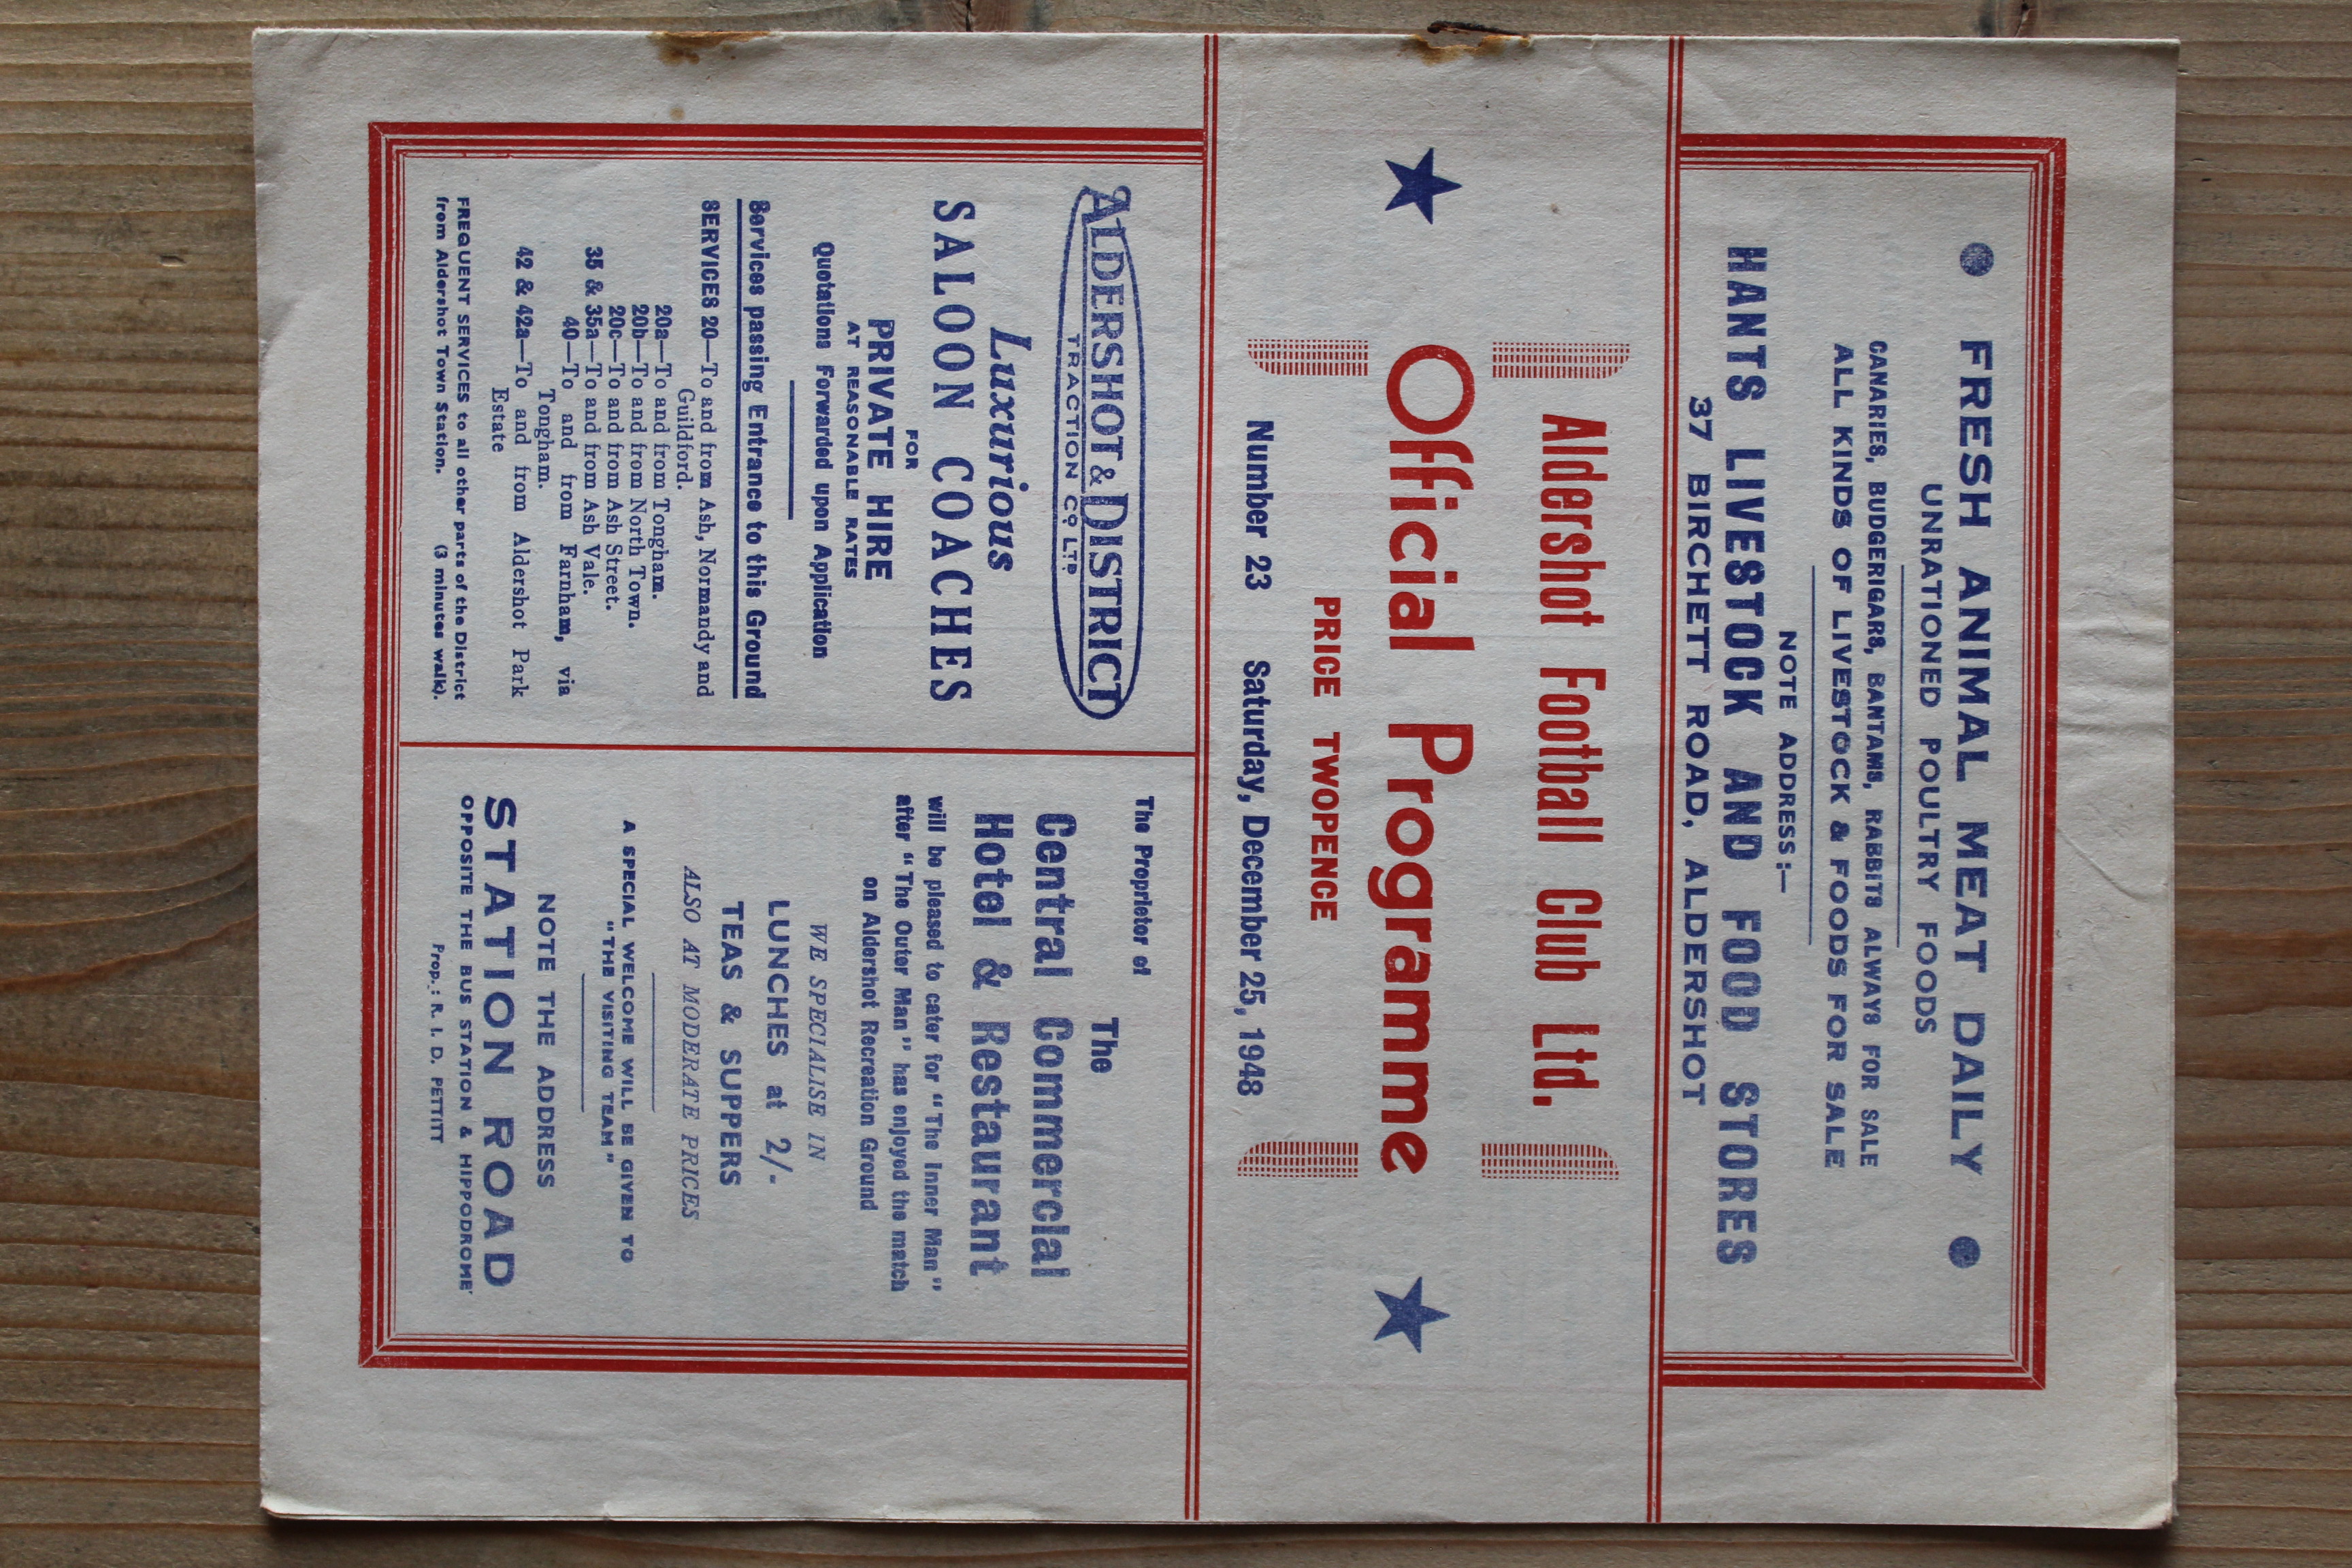 FRESH ANIMAL MEAT DAILY
UNRATIONED POULTRY FOODS
CANARIES, BUDGERIGARS, BANTAMS, RABBITS ALWAYS FOR SALE
ALL KINDS OF LIVESTOCK & FOODS FOR SALE
NOTE ADDRESS:—
HANTS LIVESTOCK AND FOOD STORES
37 BIRCHETT ROAD, ALDERSHOT
Aldershot Football Club Ltd.
Official Programme
PRICE TWOPENCE
Number 23 Saturday, December 25, 1948
ALDERSHOT & DISTRICT
TRACTION CO LTD
Luxurious
SALOON COACHES
FOR
PRIVATE HIRE
AT REASONABLE RATES
Quotations Forwarded upon Application
Services passing Entrance to this Ground
SERVICES 20—To and from Ash, Normandy and
Guildford.
20a—To and from Tongham.
20b—To and from North Town.
20c—To and from Ash Street.
35 & 35a—To and from Ash Vale.
40—To and from Farnham, via
Tongham.
42 & 42a—To and from Aldershot Park
Estate
FREQUENT SERVICES to all other parts of the District
from Aldershot Town Station. (3 minutes walk).
The Proprietor of
The
Central Commercial
Hotel & Restaurant
will be pleased to cater for "The Inner Man"
after "The Outer Man" has enjoyed the match
on Aldershot Recreation Ground
WE SPECIALISE IN
LUNCHES at 2/-
TEAS & SUPPERS
ALSO AT MODERATE PRICES
A SPECIAL WELCOME WILL BE GIVEN TO
"THE VISITING TEAM"
NOTE THE ADDRESS
STATION ROAD
OPPOSITE THE BUS STATION & HIPPODROME
Prop.: R. I. D. PETTITT